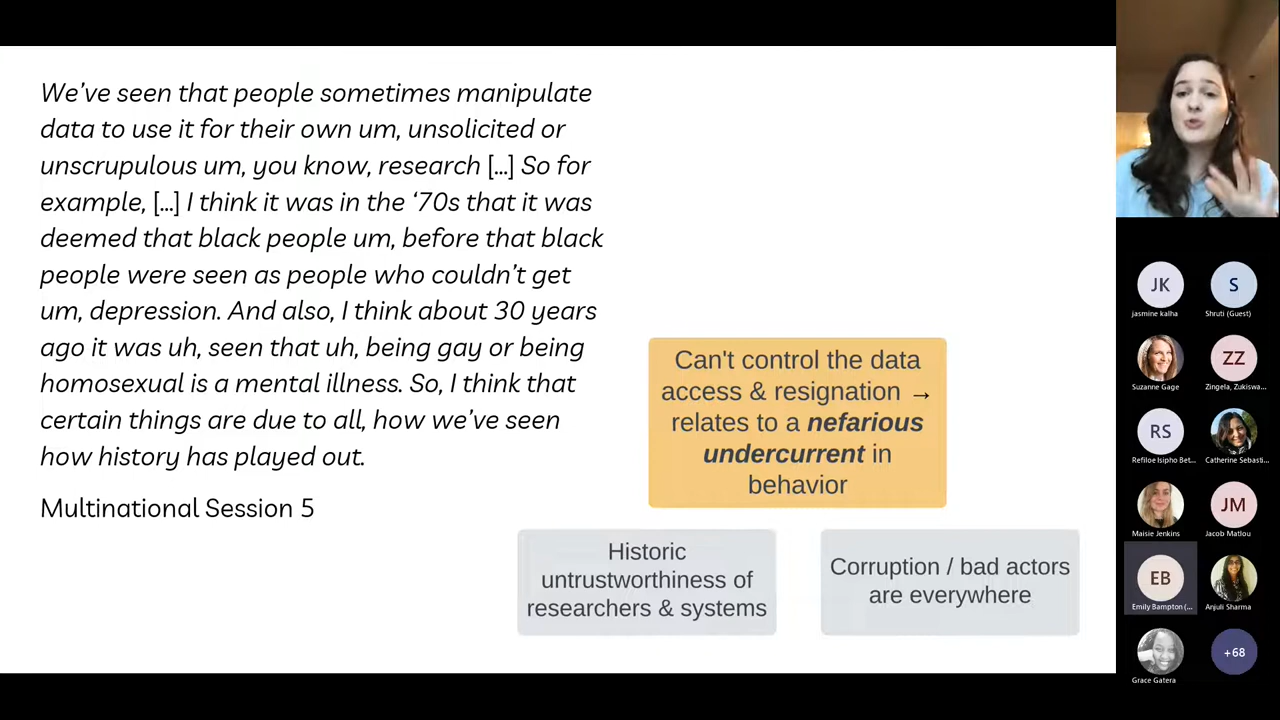 We've seen that people sometimes manipulate
data to use it for their own um, unsolicited or
unscrupulous um, you know, research [...] So for
example, [...] I think it was in the ‘70s that it was
deemed that black people um, before that black
people were seen as people who couldn't get
um, depression. And also, I think about 30 years
ago it was uh, seen that uh, being gay or being
homosexual is a mental illness. So, I think that
certain things are due to all, how we've seen
how history has played out.
Multinational Session 5
Can't control the data
access & resignation →
relates to a nefarious
undercurrent in
behavior
Historic
untrustworthiness of
researchers & systems
Corruption / bad actors
are everywhere
JK
jasmine kalha
S
Shruti (Guest)
Suzanne Gage
ZZ
Zingela, Zukiswa...
RS
Refiloe Isipho Bet...
Catherine Sebasti...
Maisie Jenkins
JM
Jacob Matlou
EB
Emily Bampton (...
Anjuli Sharma
Grace Gatera
+68